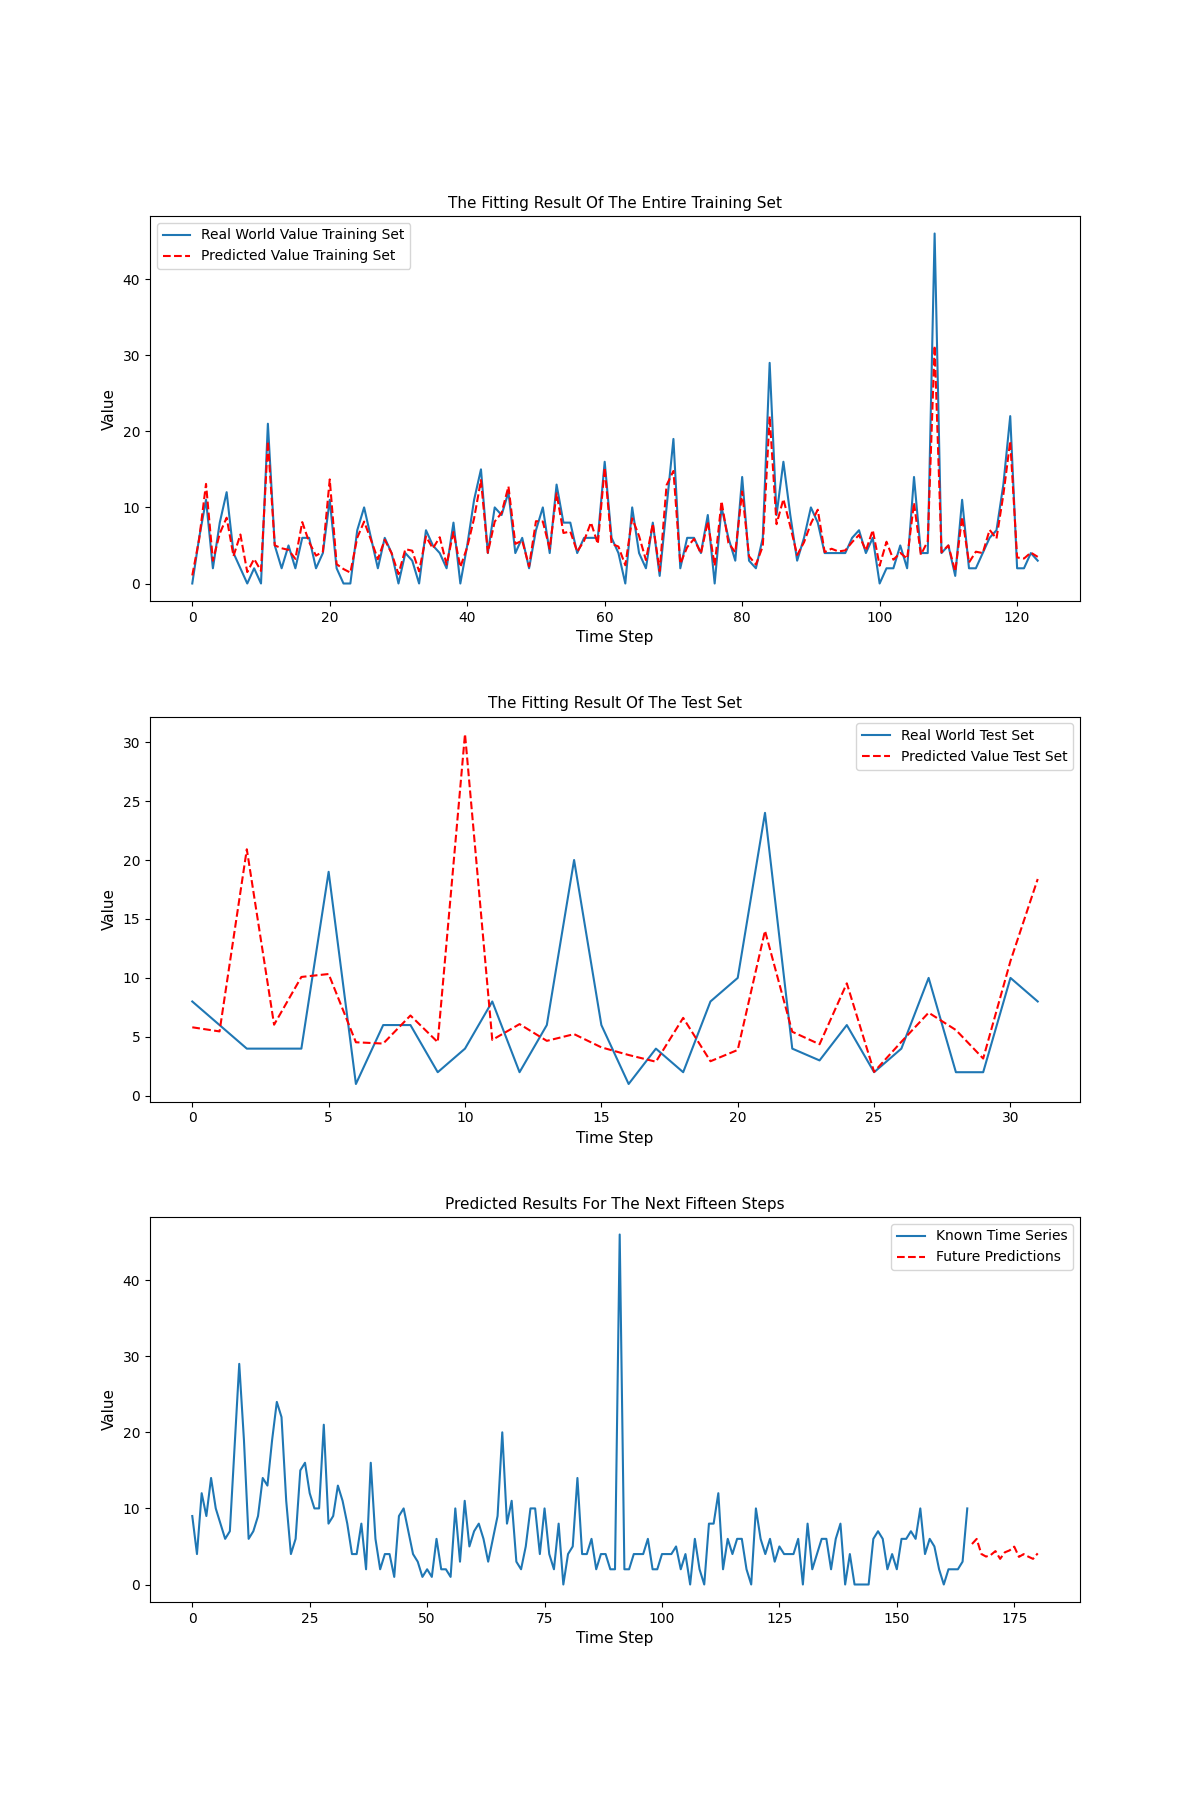 The Fitting Result Of The Entire Training Set
Real World Value Training Set
Predicted Value Training Set
Value
40
30
20
10
0
0 20 40 60 80 100 120
Time Step
The Fitting Result Of The Test Set
Real World Test Set
Predicted Value Test Set
Value
30
25
20
15
10
5
0
0 5 10 15 20 25 30
Time Step
Predicted Results For The Next Fifteen Steps
Known Time Series
Future Predictions
Value
40
30
20
10
0
0 25 50 75 100 125 150 175
Time Step